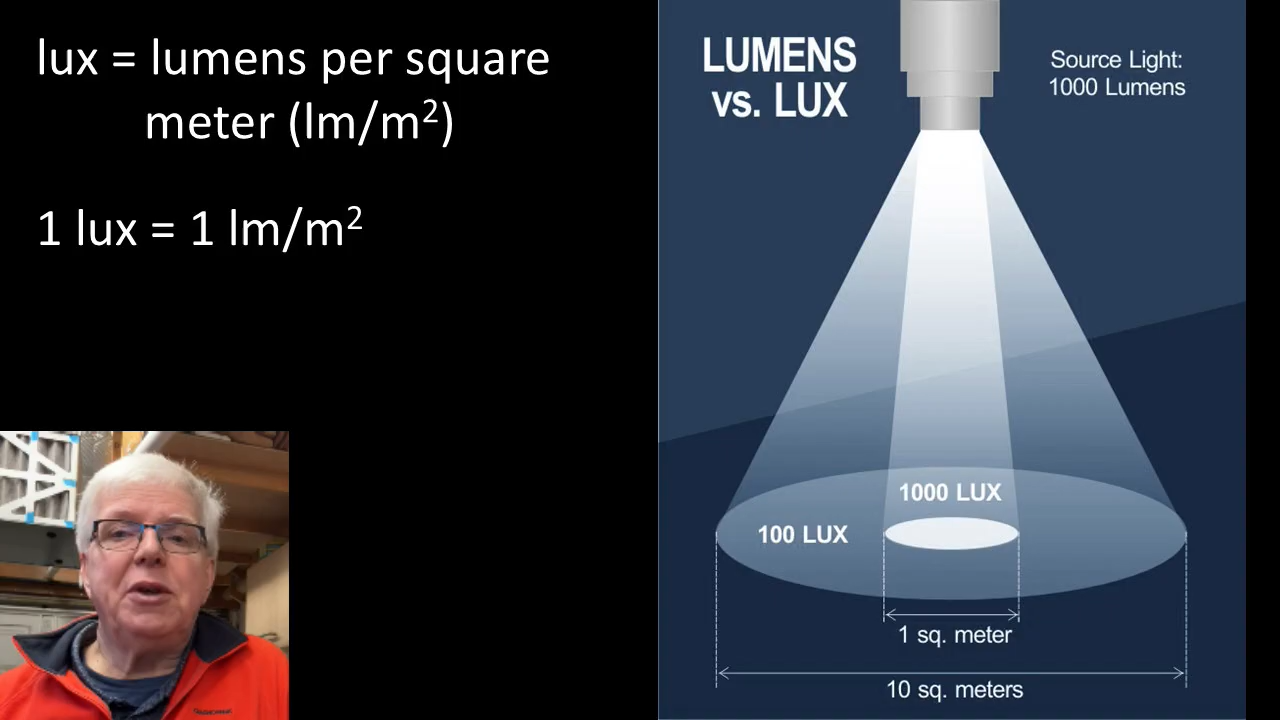 lux = lumens per square
meter (lm/m²)
1 lux = 1 lm/m²
LUMENS
vs. LUX
Source Light:
1000 Lumens
1000 LUX
100 LUX
1 sq. meter
10 sq. meters